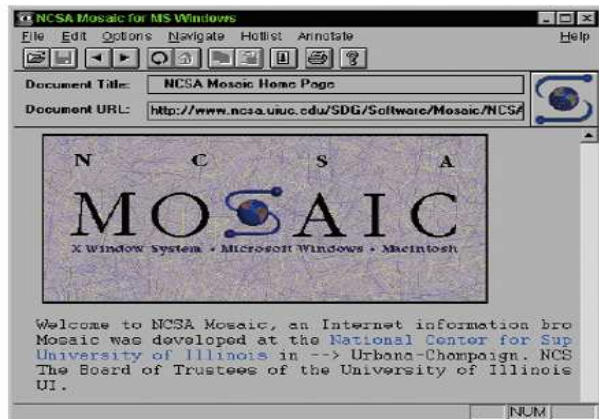 NCSA Mosaic for MS Windows
File Edit Options Navigate Hotlist Annotate Help
Document Title: NCSA Mosaic Home Page
Document URL: http://www.ncsa.uiuc.edu/SDG/Software/Mosaic/NCSA
N C S A
MOSAIC
X Window System • Microsoft Windows • Macintosh
Welcome to NCSA Mosaic, an Internet information bro
Mosaic was developed at the National Center for Sup
University of Illinois in --> Urbana-Champaign. NCS
The Board of Trustees of the University of Illinois
UI.
NUM